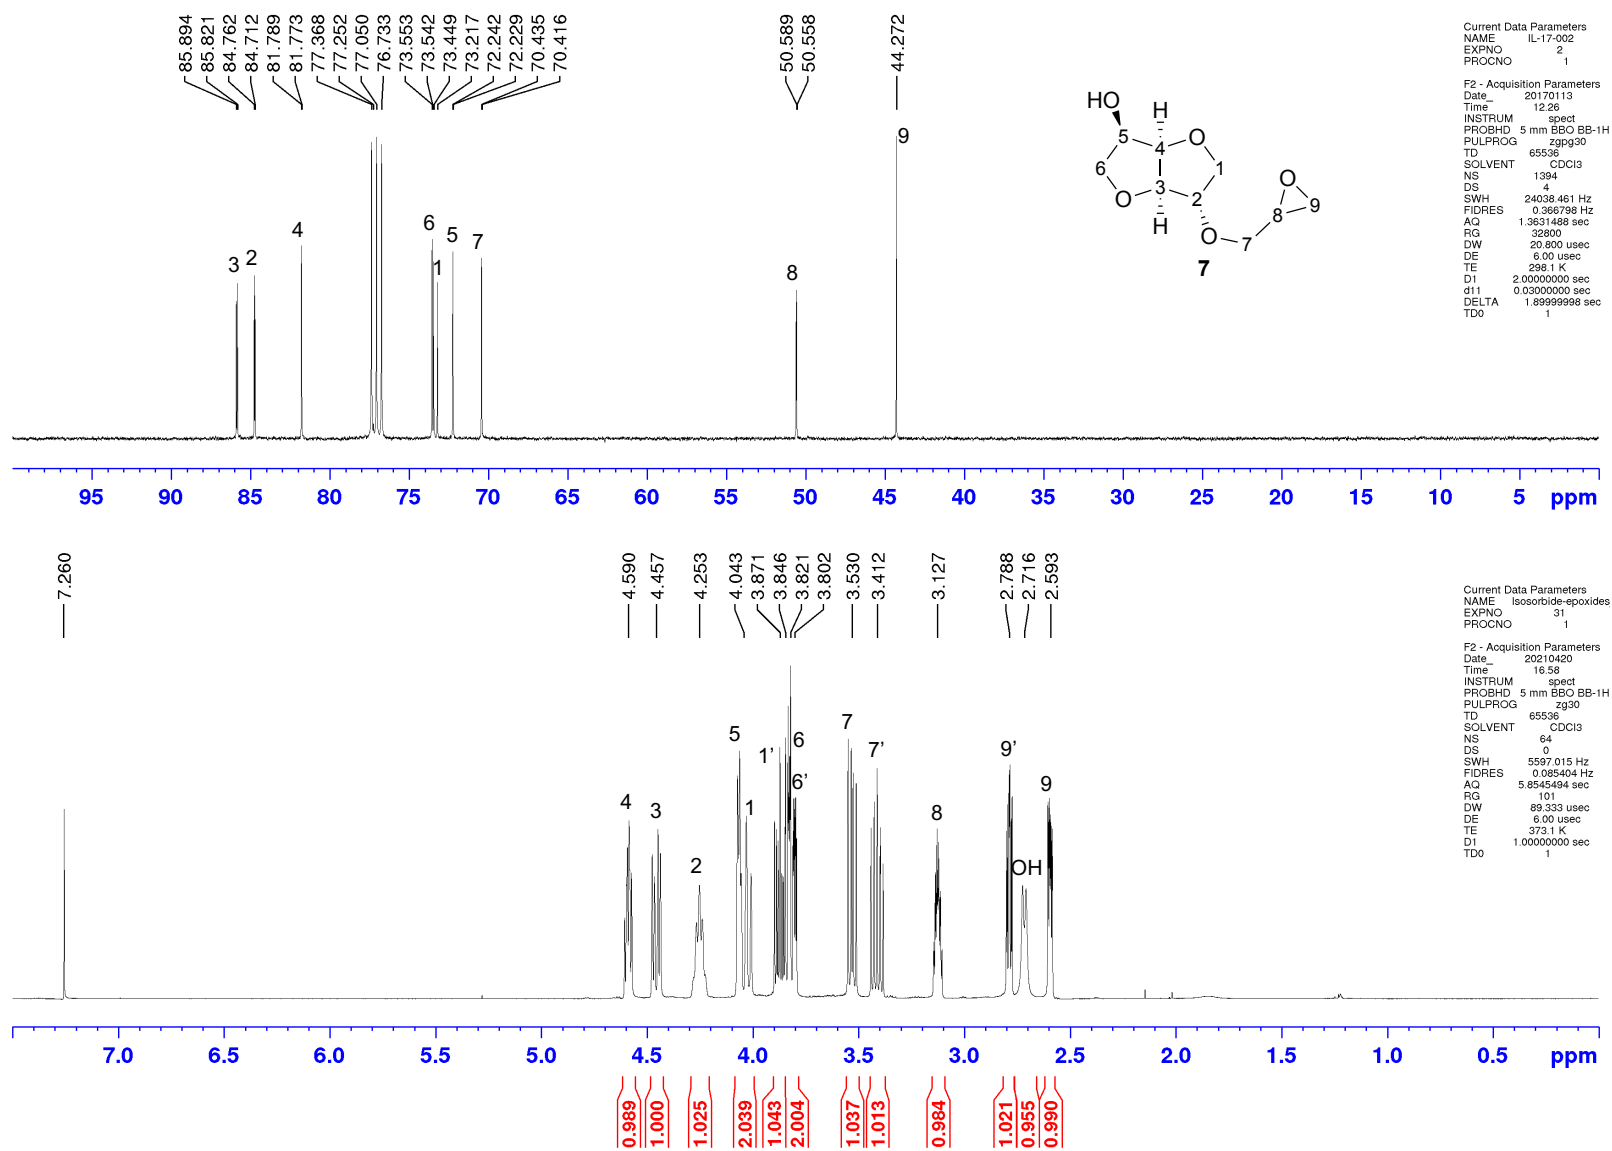 85.894
85.821
84.762
84.712
81.789
81.773
77.368
77.252
77.050
76.733
73.553
73.542
73.449
73.217
72.242
72.229
70.435
70.416
50.589
50.558
44.272
3
2
4
6
1
5
7
8
9
HO
H
5
4
O
6
1
3
2
O
H
O
7
8
O
9
7
Current Data Parameters
NAME IL-17-002
EXPNO 2
PROCNO 1
F2 - Acquisition Parameters
Date_ 20170113
Time 12.26
INSTRUM spect
PROBHD 5 mm BBO BB-1H
PULPROG zgpg30
TD 65536
SOLVENT CDCl3
NS 1394
DS 4
SWH 24038.461 Hz
FIDRES 0.366798 Hz
AQ 1.3631488 sec
RG 32800
DW 20.800 usec
DE 6.00 usec
TE 298.1 K
D1 2.00000000 sec
d11 0.03000000 sec
DELTA 1.89999998 sec
TD0 1
95 90 85 80 75 70 65 60 55 50 45 40 35 30 25 20 15 10 5 ppm
7.260
4.590
4.457
4.253
4.043
3.871
3.846
3.821
3.802
3.530
3.412
3.127
2.788
2.716
2.593
4
3
2
5
1
1’
6
6’
7
7’
8
9’
OH
9
Current Data Parameters
NAME Isosorbide-epoxides
EXPNO 31
PROCNO 1
F2 - Acquisition Parameters
Date_ 20210420
Time 16.58
INSTRUM spect
PROBHD 5 mm BBO BB-1H
PULPROG zg30
TD 65536
SOLVENT CDCl3
NS 64
DS 0
SWH 5597.015 Hz
FIDRES 0.085404 Hz
AQ 5.8545494 sec
RG 101
DW 89.333 usec
DE 6.00 usec
TE 373.1 K
D1 1.00000000 sec
TD0 1
7.0 6.5 6.0 5.5 5.0 4.5 4.0 3.5 3.0 2.5 2.0 1.5 1.0 0.5 ppm
0.989
1.000
1.025
2.039
1.043
2.004
1.037
1.013
0.984
1.021
0.955
0.990